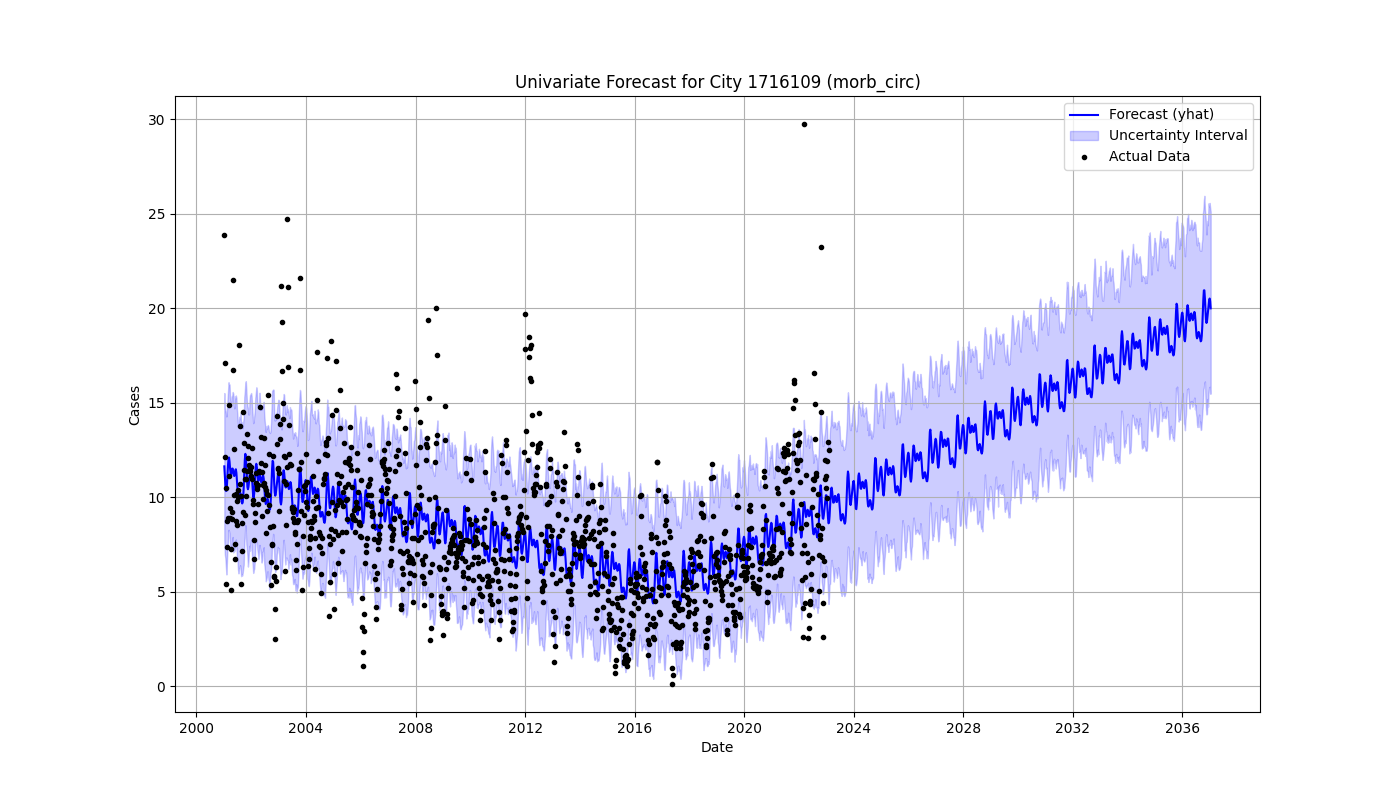 Univariate Forecast for City 1716109 (morb_circ)
Forecast (yhat)
Uncertainty Interval
Actual Data
30
25
20
15
10
5
0
Cases
2000 2004 2008 2012 2016 2020 2024 2028 2032 2036
Date